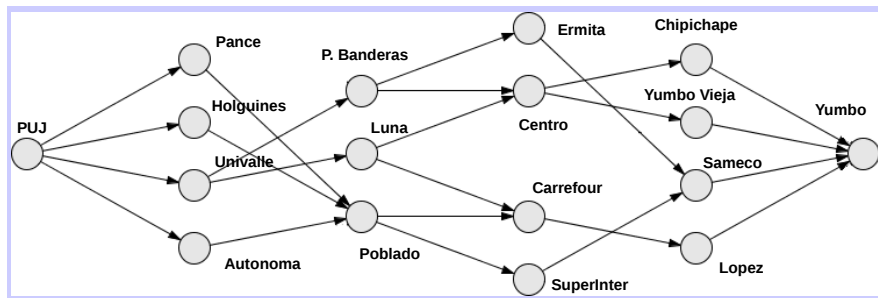 Ermita
Pance
Chipichape
P. Banderas
Holguines
Yumbo Vieja
Yumbo
PUJ
Luna
Centro
Univalle
Sameco
Carrefour
Poblado
Autonoma
Lopez
SuperInter